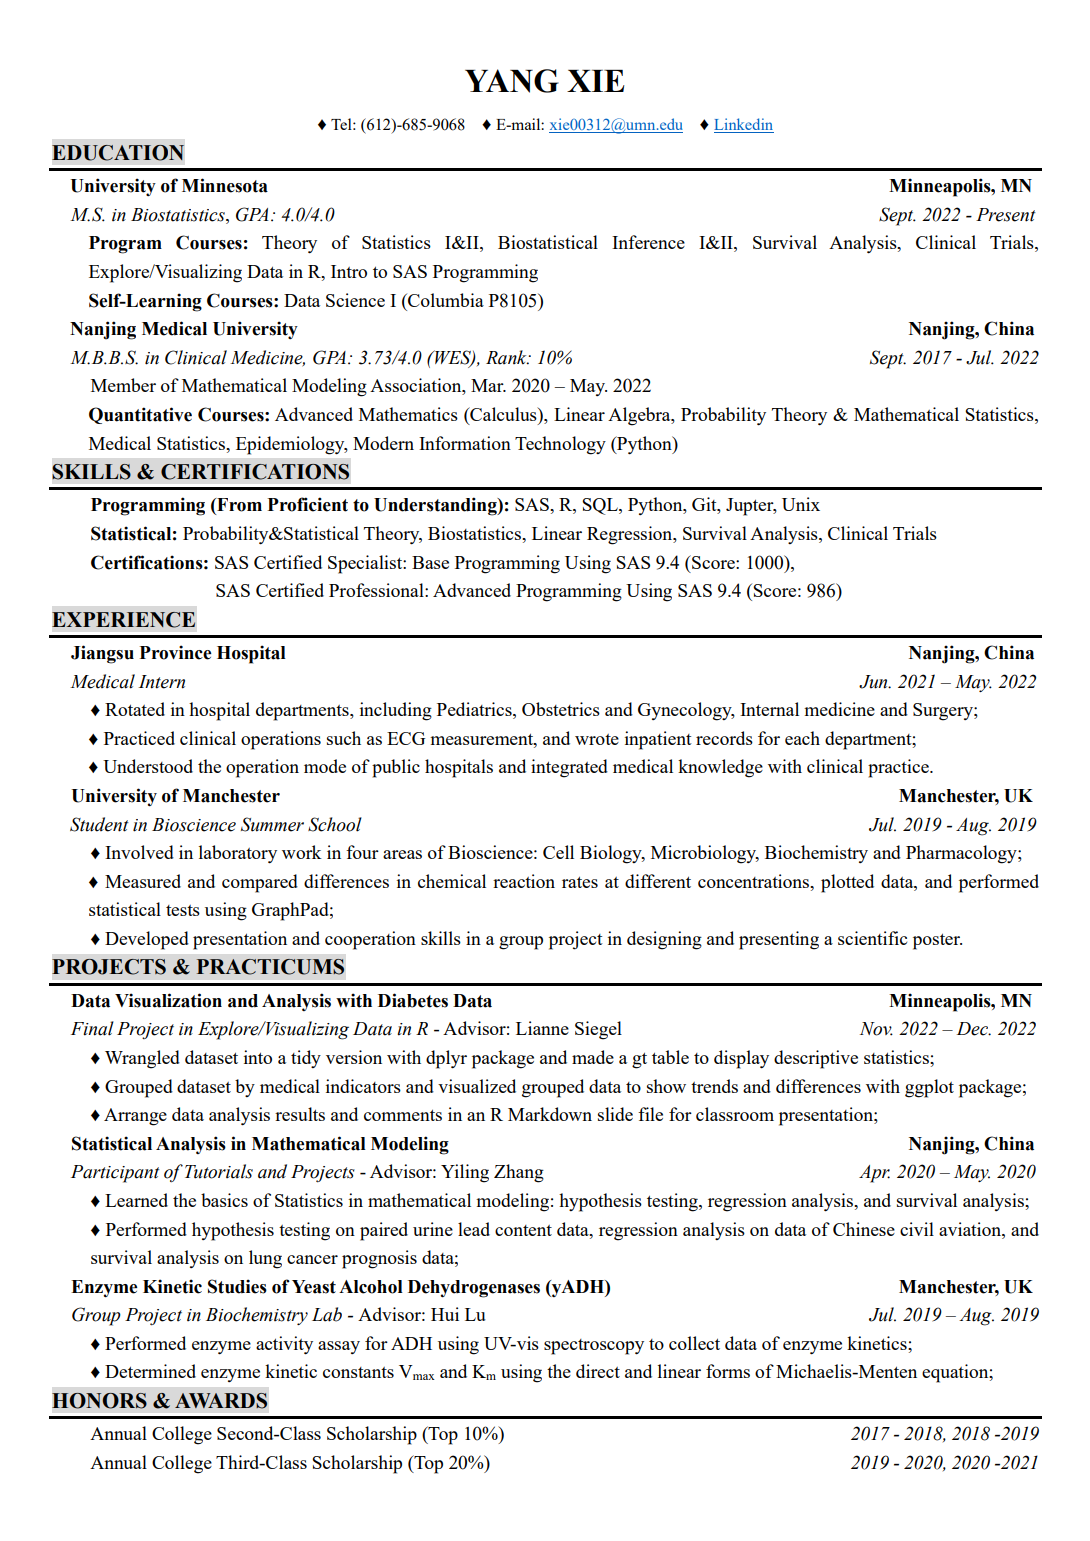 YANG XIE
♦ Tel: (612)-685-9068 ♦ E-mail: xie00312@umn.edu ♦ Linkedin
EDUCATION
University of Minnesota Minneapolis, MN
M.S. in Biostatistics, GPA: 4.0/4.0 Sept. 2022 - Present
Program Courses: Theory of Statistics I&II, Biostatistical Inference I&II, Survival Analysis, Clinical Trials,
Explore/Visualizing Data in R, Intro to SAS Programming
Self-Learning Courses: Data Science I (Columbia P8105)
Nanjing Medical University Nanjing, China
M.B.B.S. in Clinical Medicine, GPA: 3.73/4.0 (WES), Rank: 10% Sept. 2017 - Jul. 2022
Member of Mathematical Modeling Association, Mar. 2020 – May. 2022
Quantitative Courses: Advanced Mathematics (Calculus), Linear Algebra, Probability Theory & Mathematical Statistics,
Medical Statistics, Epidemiology, Modern Information Technology (Python)
SKILLS & CERTIFICATIONS
Programming (From Proficient to Understanding): SAS, R, SQL, Python, Git, Jupter, Unix
Statistical: Probability&Statistical Theory, Biostatistics, Linear Regression, Survival Analysis, Clinical Trials
Certifications: SAS Certified Specialist: Base Programming Using SAS 9.4 (Score: 1000),
SAS Certified Professional: Advanced Programming Using SAS 9.4 (Score: 986)
EXPERIENCE
Jiangsu Province Hospital Nanjing, China
Medical Intern Jun. 2021 – May. 2022
♦ Rotated in hospital departments, including Pediatrics, Obstetrics and Gynecology, Internal medicine and Surgery;
♦ Practiced clinical operations such as ECG measurement, and wrote inpatient records for each department;
♦ Understood the operation mode of public hospitals and integrated medical knowledge with clinical practice.
University of Manchester Manchester, UK
Student in Bioscience Summer School Jul. 2019 - Aug. 2019
♦ Involved in laboratory work in four areas of Bioscience: Cell Biology, Microbiology, Biochemistry and Pharmacology;
♦ Measured and compared differences in chemical reaction rates at different concentrations, plotted data, and performed
statistical tests using GraphPad;
♦ Developed presentation and cooperation skills in a group project in designing and presenting a scientific poster.
PROJECTS & PRACTICUMS
Data Visualization and Analysis with Diabetes Data Minneapolis, MN
Final Project in Explore/Visualizing Data in R - Advisor: Lianne Siegel Nov. 2022 – Dec. 2022
♦ Wrangled dataset into a tidy version with dplyr package and made a gt table to display descriptive statistics;
♦ Grouped dataset by medical indicators and visualized grouped data to show trends and differences with ggplot package;
♦ Arrange data analysis results and comments in an R Markdown slide file for classroom presentation;
Statistical Analysis in Mathematical Modeling Nanjing, China
Participant of Tutorials and Projects - Advisor: Yiling Zhang Apr. 2020 – May. 2020
♦ Learned the basics of Statistics in mathematical modeling: hypothesis testing, regression analysis, and survival analysis;
♦ Performed hypothesis testing on paired urine lead content data, regression analysis on data of Chinese civil aviation, and
survival analysis on lung cancer prognosis data;
Enzyme Kinetic Studies of Yeast Alcohol Dehydrogenases (yADH) Manchester, UK
Group Project in Biochemistry Lab - Advisor: Hui Lu Jul. 2019 – Aug. 2019
♦ Performed enzyme activity assay for ADH using UV-vis spectroscopy to collect data of enzyme kinetics;
♦ Determined enzyme kinetic constants Vmax and Km using the direct and linear forms of Michaelis-Menten equation;
HONORS & AWARDS
Annual College Second-Class Scholarship (Top 10%) 2017 - 2018, 2018 -2019
Annual College Third-Class Scholarship (Top 20%) 2019 - 2020, 2020 -2021